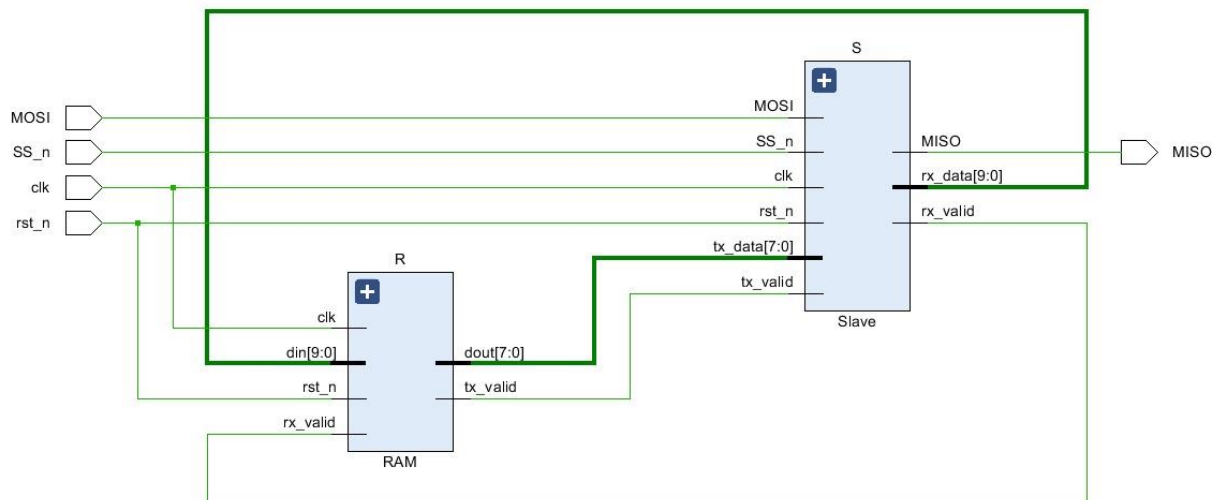 S
MOSI
SS_n
clk
rst_n
MOSI
SS_n
clk
rst_n
tx_data[7:0]
tx_valid
MISO
rx_data[9:0]
rx_valid
Slave
MISO
R
clk
din[9:0]
rst_n
rx_valid
dout[7:0]
tx_valid
RAM